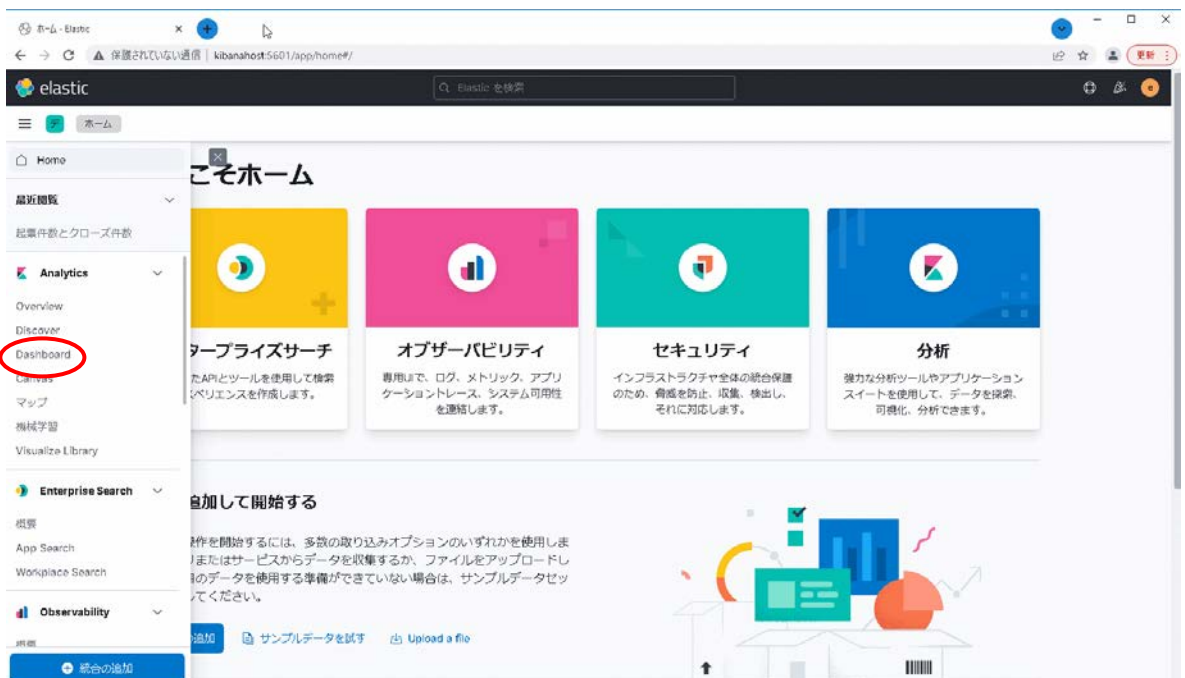 ホーム - Elastic
保護されていない通信 | kibanahost:5601/app/home#/
更新
elastic
Elastic を検索
e
デ
ホーム
Home
最近閲覧
起票件数とクローズ件数
Analytics
Overview
Discover
Dashboard
Canvas
マップ
機械学習
Visualize Library
Enterprise Search
概要
App Search
Workplace Search
Observability
概要
統合の追加
こそホーム
タープライズサーチ
たAPIとツールを使用して検索
スペリエンスを作成します。
オブザーバビリティ
専用UIで、ログ、メトリック、アプリ
ケーショントレース、システム可用性
を連結します。
セキュリティ
インフラストラクチャ全体の統合保護
のため、脅威を防止、収集、検出し、
それに対応します。
分析
強力な分析ツールやアプリケーション
スイートを使用して、データを探索、
可視化、分析できます。
追加して開始する
操作を開始するには、多数の取り込みオプションのいずれかを使用しま
リまたはサービスからデータを収集するか、ファイルをアップロードし
自のデータを使用する準備ができていない場合は、サンプルデータセッ
してください。
の追加
サンプルデータを試す
Upload a file